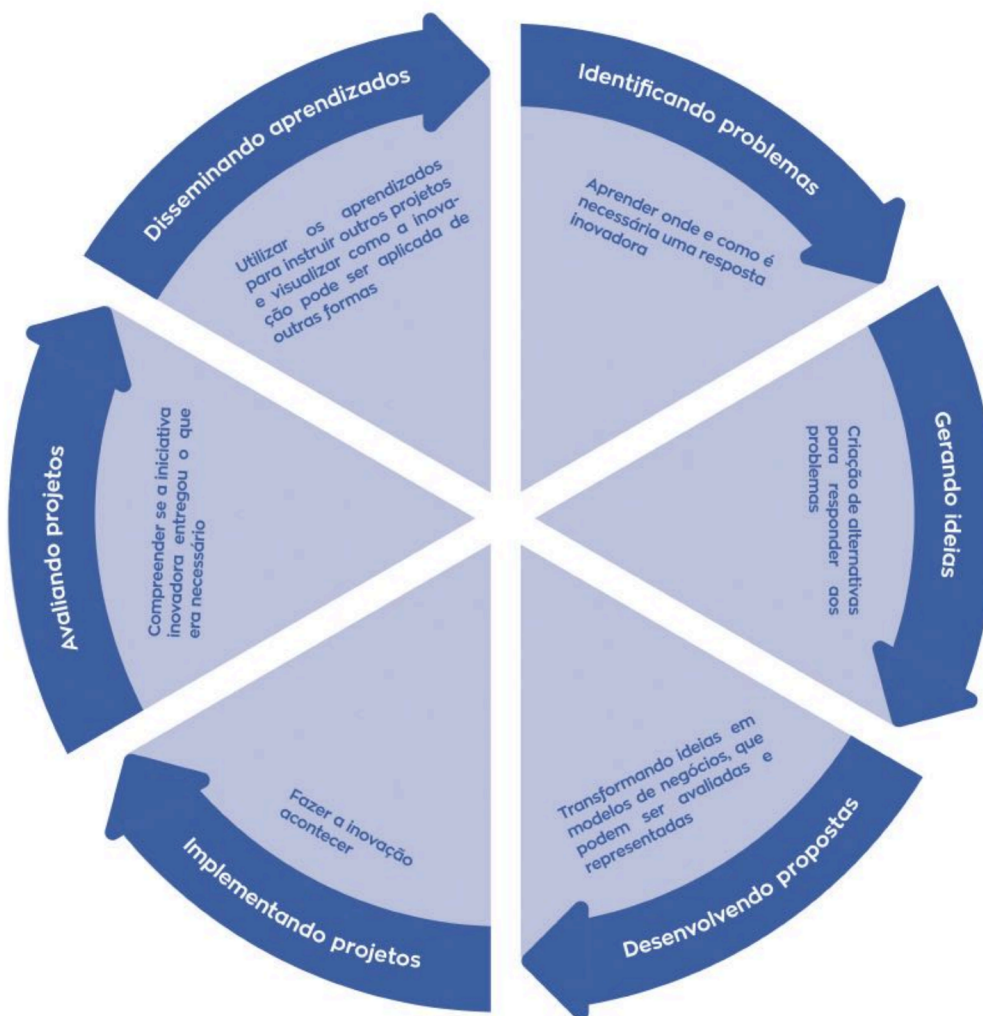 Identificando problemas
Aprender onde e como é
necessária uma resposta
inovadora
Gerando ideias
Criação de alternativas
para responder aos
problemas
Desenvolvendo propostas
Transformando ideias em
modelos de negócios, que
podem ser avaliadas e
representadas
Implementando projetos
Fazer a inovação
acontecer
Avaliando projetos
Compreender se a iniciativa
inovadora entregou o que
era necessário
Disseminando aprendizados
Utilizar os aprendizados
para instruir outros projetos
e visualizar como a inova-
ção pode ser aplicada de
outras formas